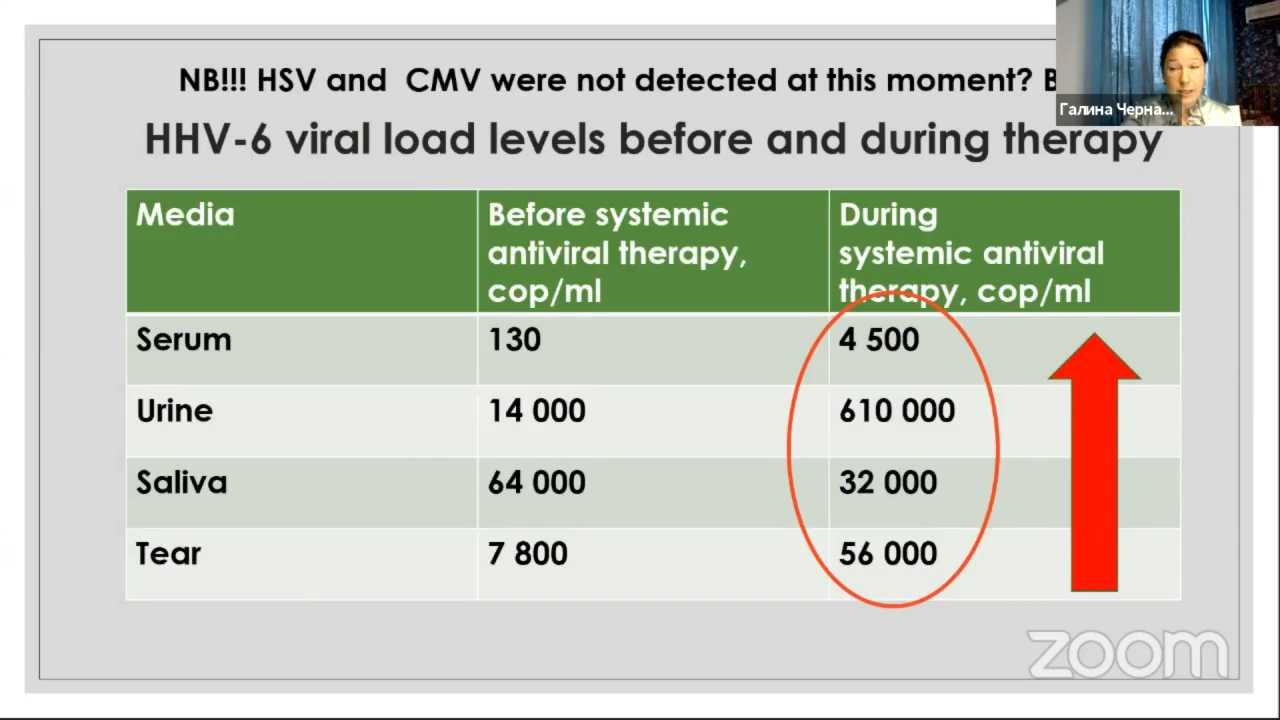 NB!!! HSV and CMV were not detected at this moment?
Галина Черна...
HHV-6 viral load levels before and during therapy
Media
Before systemic
antiviral therapy,
cop/ml
During
systemic antiviral
therapy, cop/ml
Serum
130
4 500
Urine
14 000
610 000
Saliva
64 000
32 000
Tear
7 800
56 000
zoom